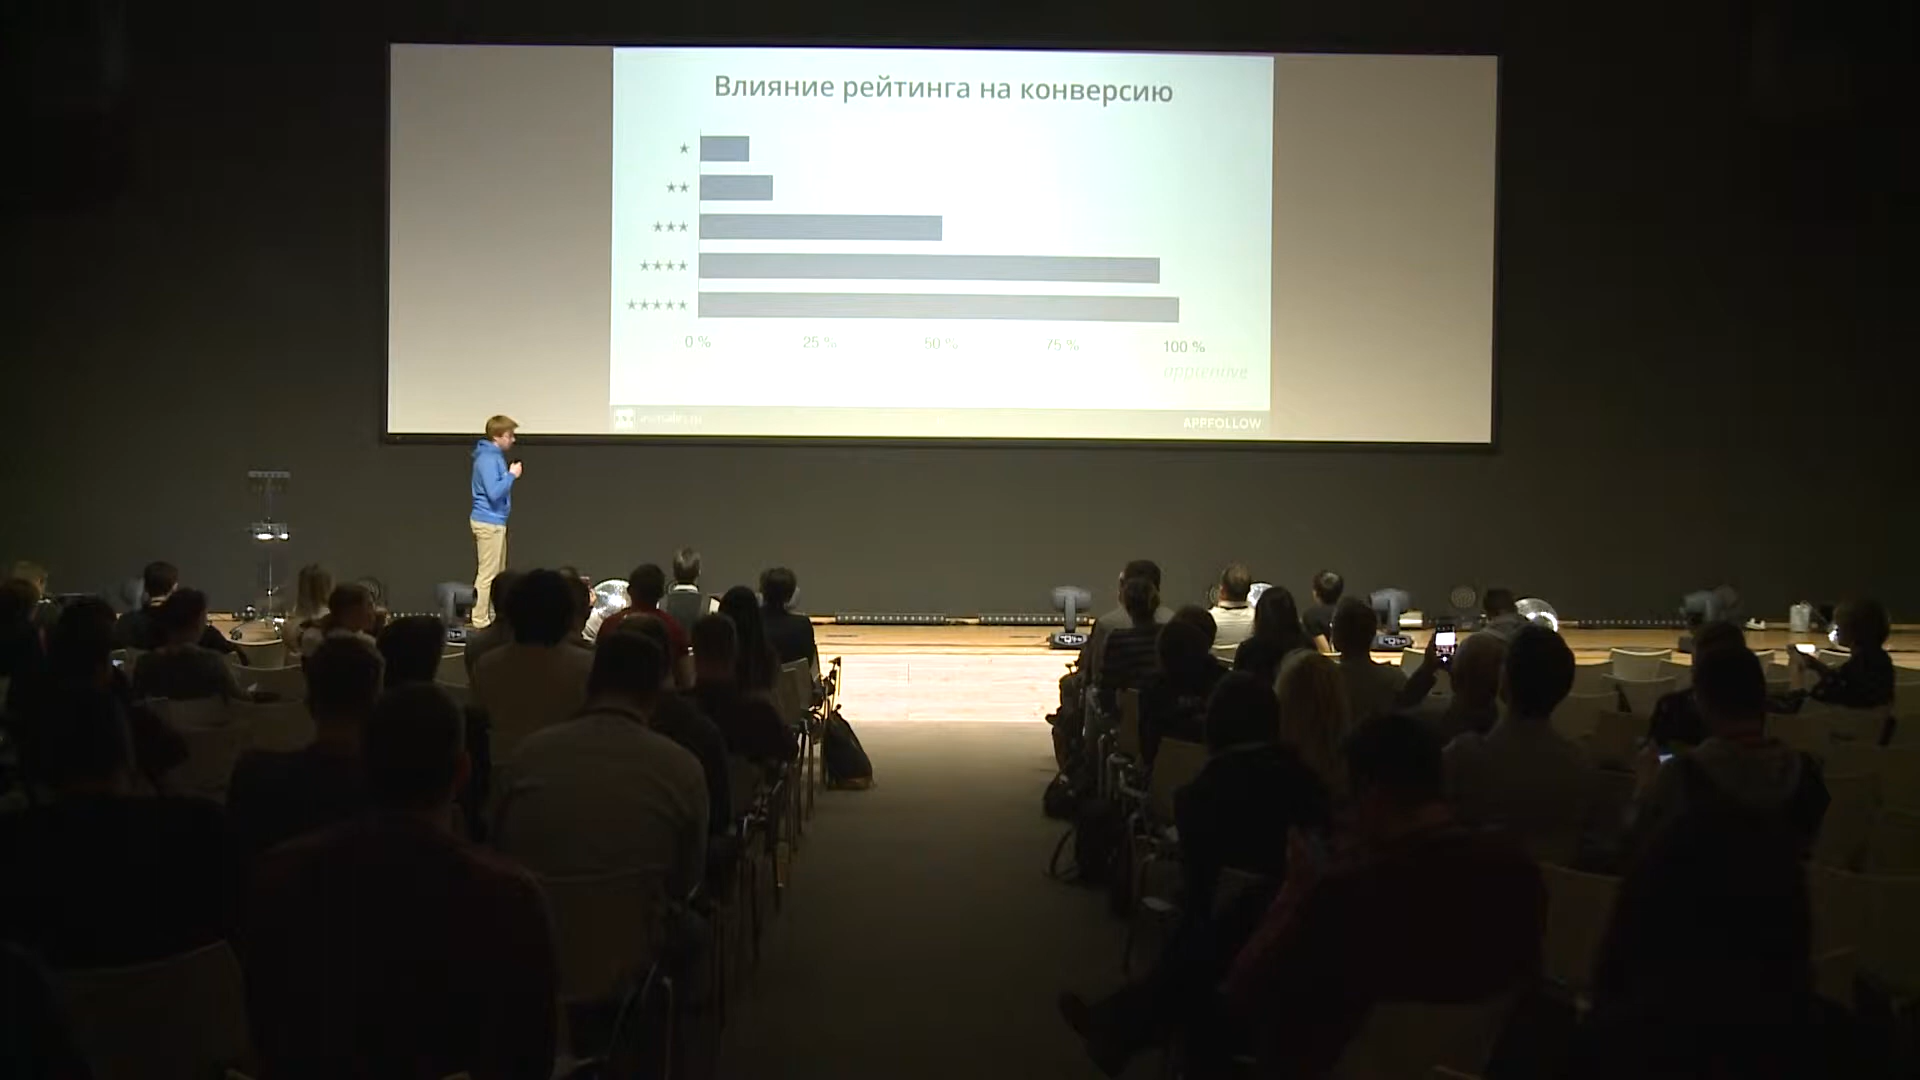 Влияние рейтинга на конверсию
★
★★
★★★
★★★★
★★★★★
0 % 25 % 50 % 75 % 100 %
apptentive
APPFOLLOW